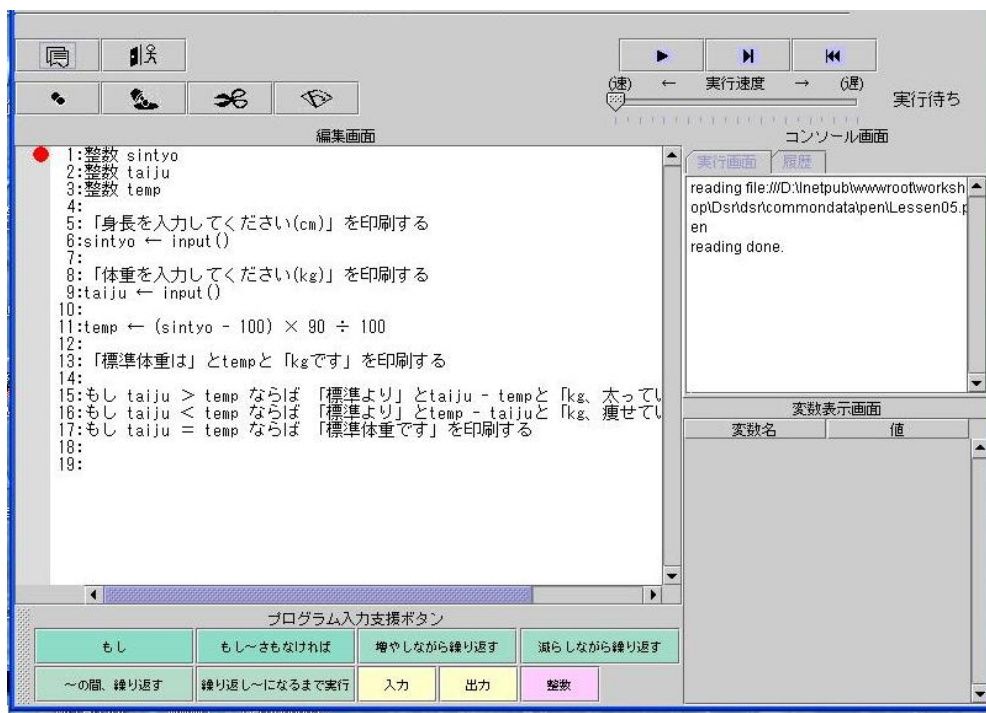 (速) ← 実行速度 → (遅)
実行待ち
編集画面
コンソール画面
1:整数 sintyo
2:整数 taiju
3:整数 temp
4:
5:「身長を入力してください(cm)」を印刷する
6:sintyo ← input()
7:
8:「体重を入力してください(kg)」を印刷する
9:taiju ← input()
10:
11:temp ← (sintyo - 100) × 90 ÷ 100
12:
13:「標準体重は」とtempと「kgです」を印刷する
14:
15:もし taiju > temp ならば 「標準より」とtaiju - tempと「kg、太ってい
16:もし taiju < temp ならば 「標準より」とtemp - taijuと「kg、痩せてい
17:もし taiju = temp ならば 「標準体重です」を印刷する
18:
19:
実行画面 履歴
reading file:///D:\Inetpub\wwwroot\worksh
op\Dsr\dsr\commondata\pen\Lessen05.p
en
reading done.
変数表示画面
変数名 値
プログラム入力支援ボタン
もし もし~さもなければ 増やしながら繰り返す 減らしながら繰り返す
~の間、繰り返す 繰り返し~になるまで実行 入力 出力 整数